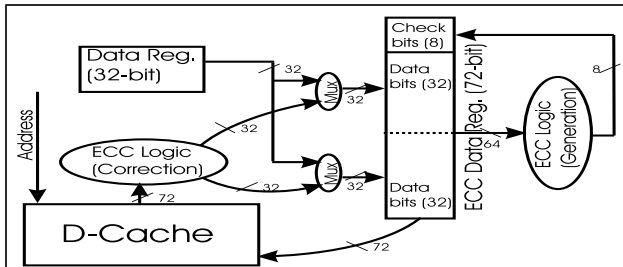 Data Reg.
(32-bit)
32
Mux
32
32
Check
bits (8)
Data
bits (32)
Data
bits (32)
ECC Data Reg. (72-bit)
64
8
ECC Logic
(Generation)
Address
ECC Logic
(Correction)
32
Mux
32
72
D-Cache
72